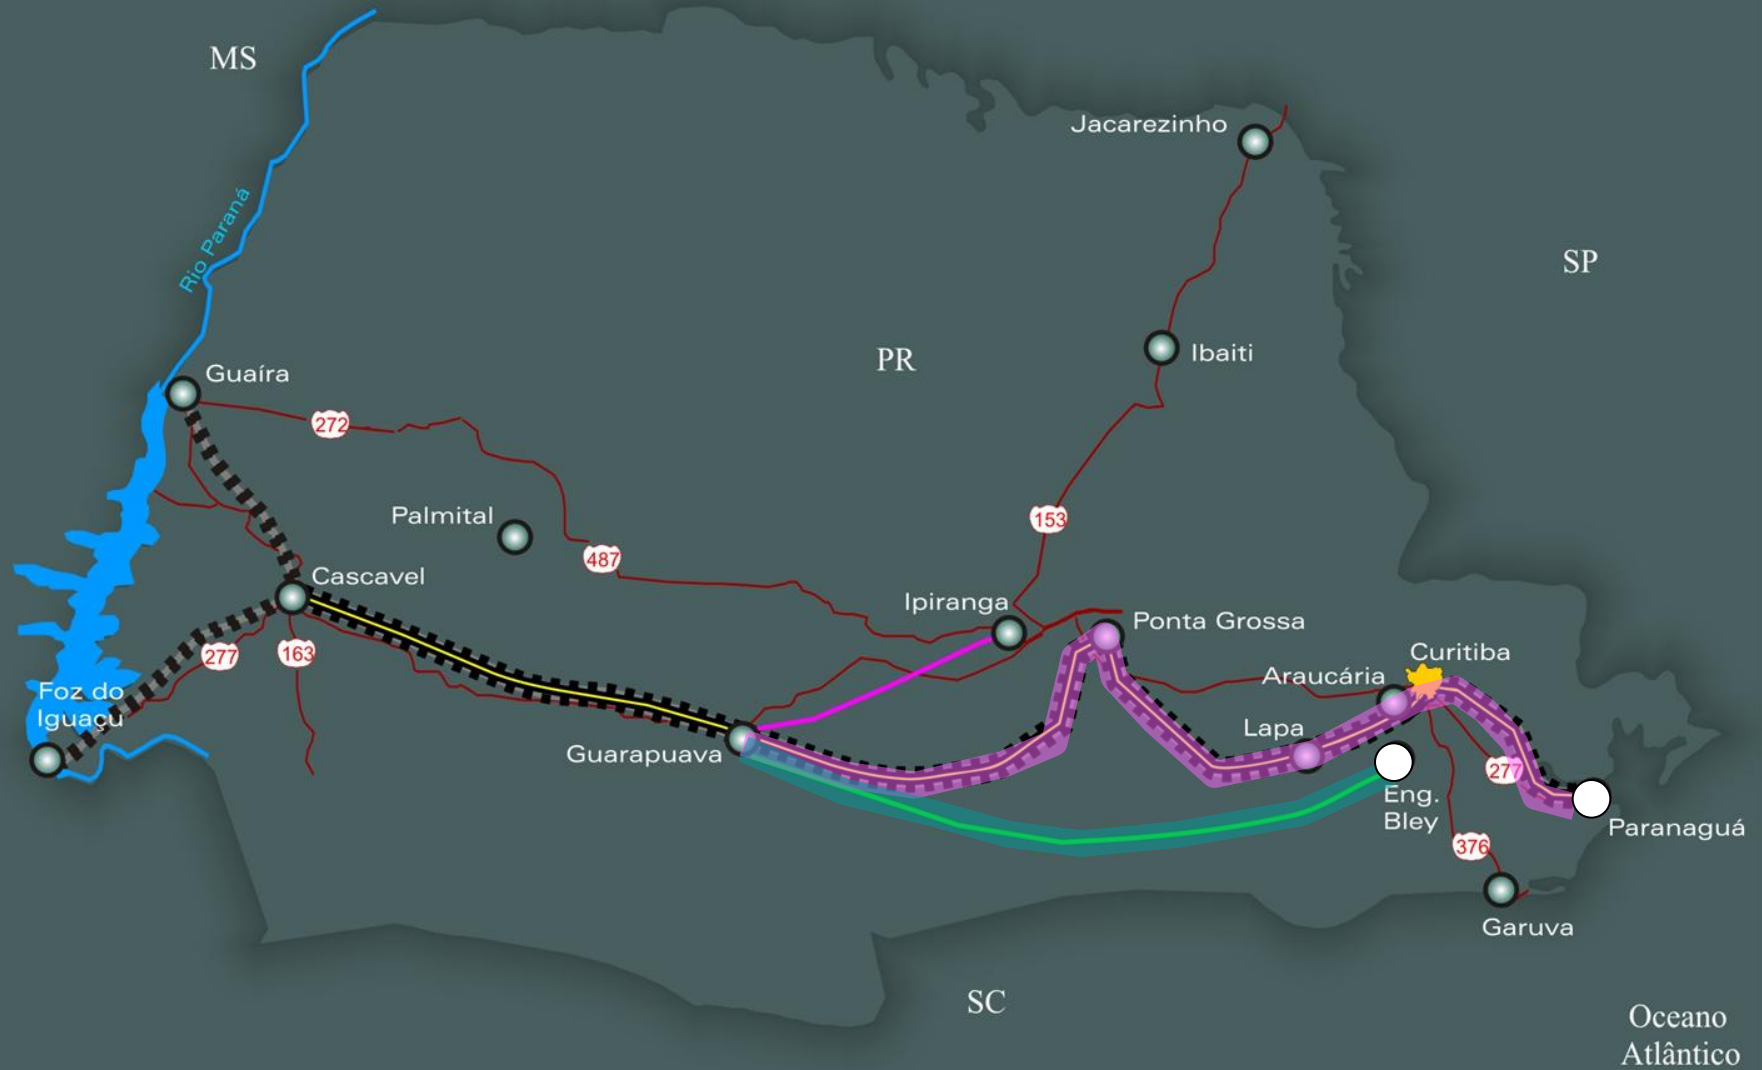 MS
Jacarezinho
Rio Paraná
SP
Ibaiti
PR
Guaíra
272
Palmital
153
487
Cascavel
Ipiranga
Ponta Grossa
277
163
Curitiba
Araucária
Foz do
Iguaçu
Lapa
Guarapuava
277
Eng.
Bley
Paranaguá
376
Garuva
SC
Oceano
Atlântico